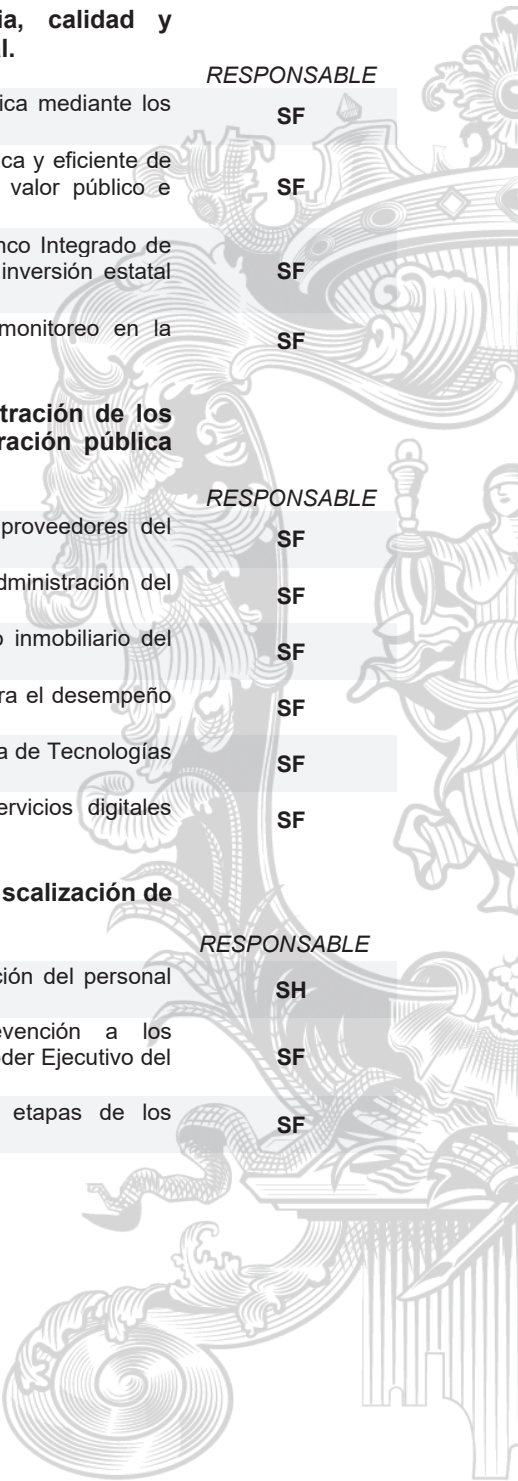 ia, calidad y
al.
RESPONSABLE
ica mediante los
SF
ca y eficiente de
valor público e
SF
nco Integrado de
inversión estatal
SF
monitoreo en la
SF
tración de los
ración pública
RESPONSABLE
proveedores del
SF
dministración del
SF
o inmobiliario del
SF
ra el desempeño
SF
a de Tecnologías
SF
ervicios digitales
SF
scalización de
RESPONSABLE
ción del personal
SH
evención a los
oder Ejecutivo del
SF
etapas de los
SF